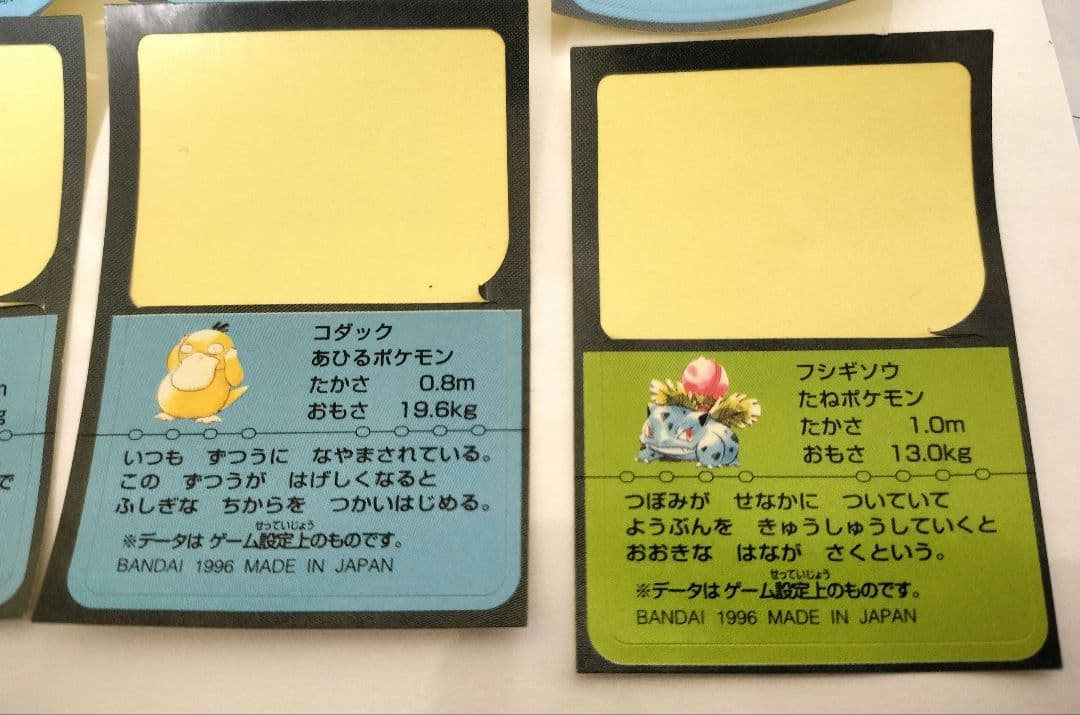 コダック
あひるポケモン
たかさ 0.8m
おもさ 19.6kg
いつも ずつうに なやまされている。
この ずつうが はげしくなると
ふしぎな ちからを つかいはじめる。
せっていじょう
※データは ゲーム設定上のものです。
BANDAI 1996 MADE IN JAPAN
フシギソウ
たねポケモン
たかさ 1.0m
おもさ 13.0kg
つぼみが せなかに ついていて
ようぶんを きゅうしゅうしていくと
おおきな はなが さくという。
せっていじょう
※データは ゲーム設定上のものです。
BANDAI 1996 MADE IN JAPAN